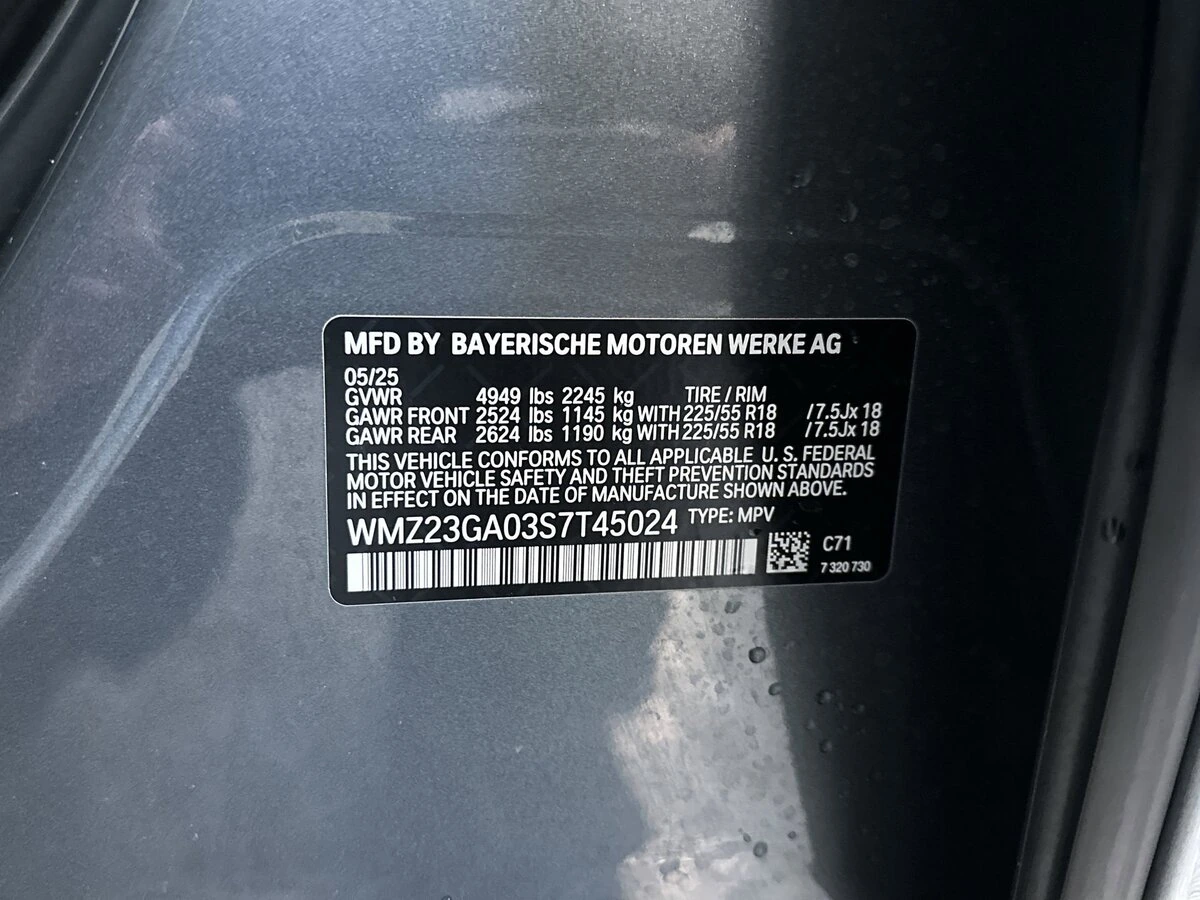 MFD BY BAYERISCHE MOTOREN WERKE AG
05/25
GVWR 4949 lbs 2245 kg TIRE / RIM
GAWR FRONT 2524 lbs 1145 kg WITH 225/55 R18 /7.5Jx 18
GAWR REAR 2624 lbs 1190 kg WITH 225/55 R18 /7.5Jx 18
THIS VEHICLE CONFORMS TO ALL APPLICABLE U. S. FEDERAL
MOTOR VEHICLE SAFETY AND THEFT PREVENTION STANDARDS
IN EFFECT ON THE DATE OF MANUFACTURE SHOWN ABOVE.
WMZ23GA03S7T45024 TYPE: MPV
C71
7 320 730